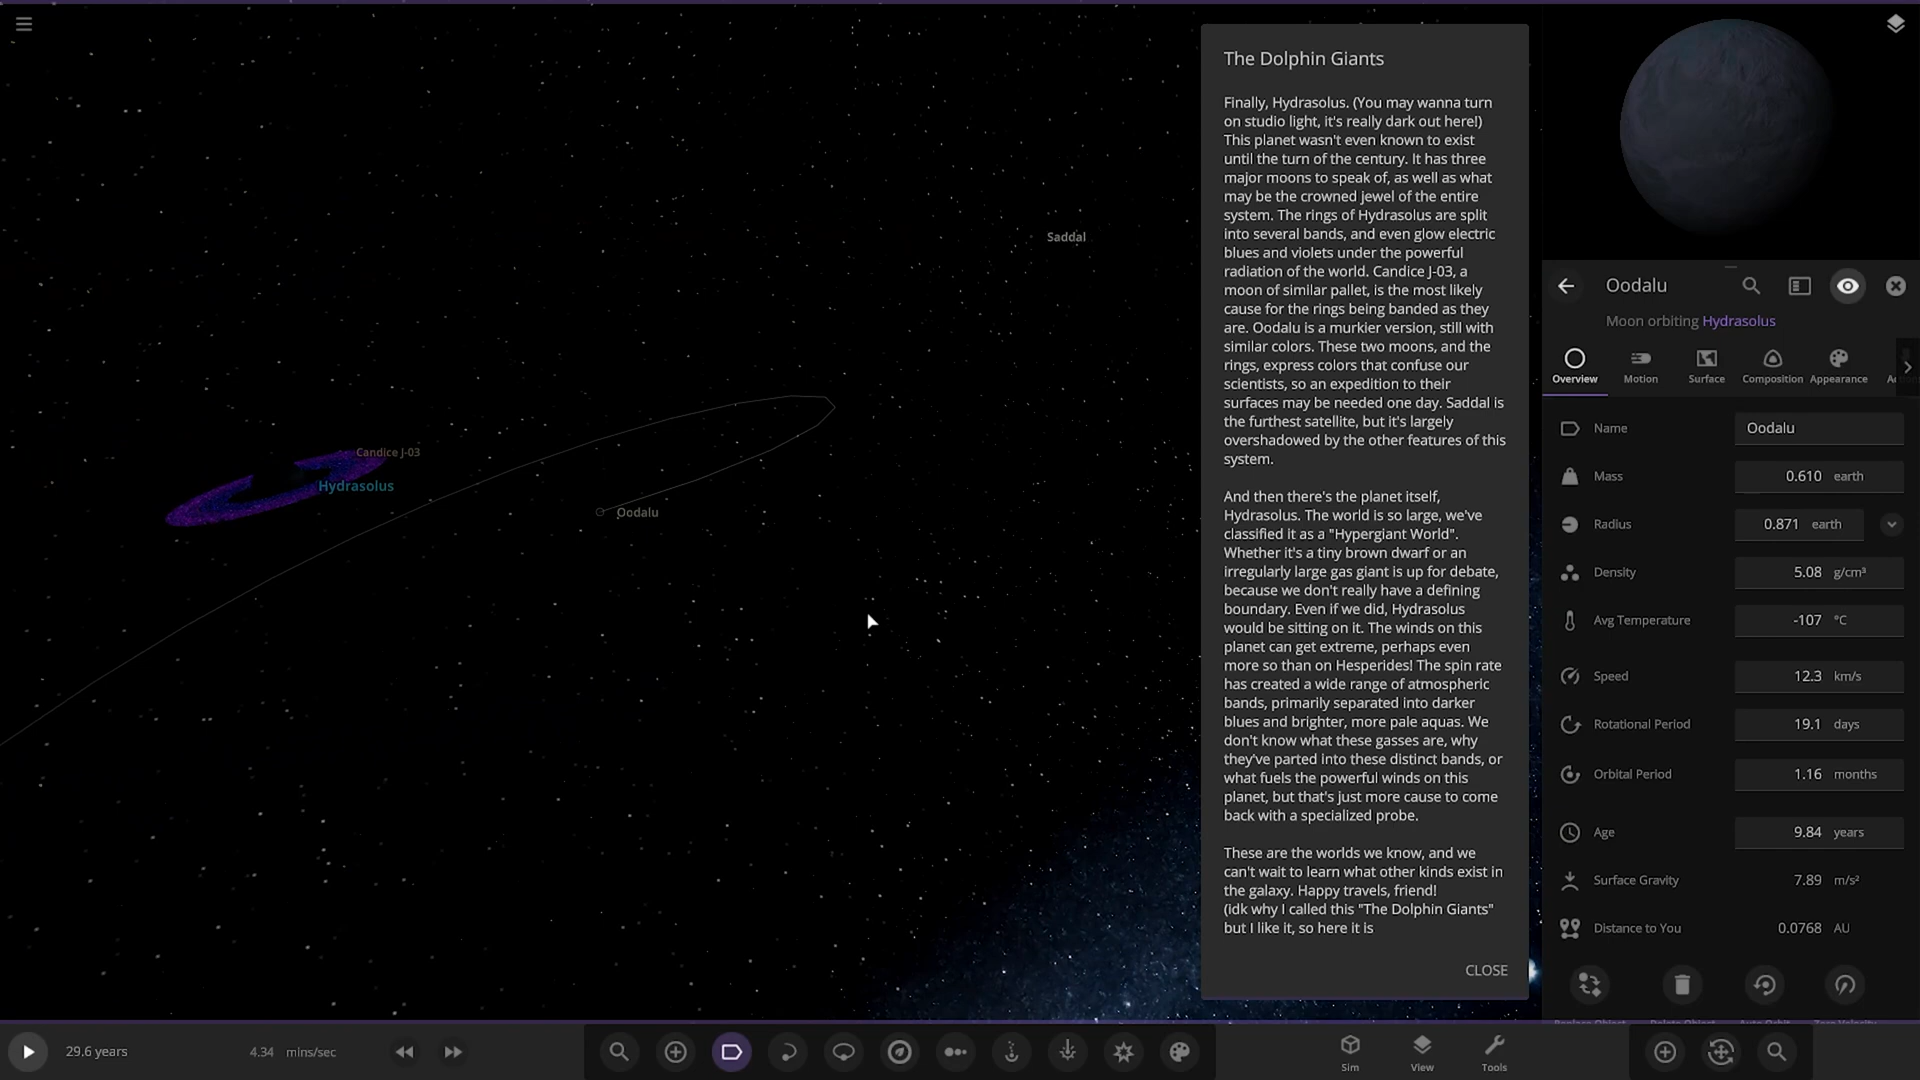 The Dolphin Giants
Finally, Hydrasolus. (You may wanna turn
on studio light, it's really dark out here!)
This planet wasn't even known to exist
until the turn of the century. It has three
major moons to speak of, as well as what
may be the crowned jewel of the entire
system. The rings of Hydrasolus are split
into several bands, and even glow electric
blues and violets under the powerful
radiation of the world. Candice J-03, a
moon of similar pallet, is the most likely
cause for the rings being banded as they
are. Oodalu is a murkier version, still with
similar colors. These two moons, and the
rings, express colors that confuse our
scientists, so an expedition to their
surfaces may be needed one day. Saddal is
the furthest satellite, but it's largely
overshadowed by the other features of this
system.
And then there's the planet itself,
Hydrasolus. The world is so large, we've
classified it as a "Hypergiant World".
Whether it's a tiny brown dwarf or an
irregularly large gas giant is up for debate,
because we don't really have a defining
boundary. Even if we did, Hydrasolus
would be sitting on it. The winds on this
planet can get extreme, perhaps even
more so than on Hesperides! The spin rate
has created a wide range of atmospheric
bands, primarily separated into darker
blues and brighter, more pale aquas. We
don't know what these gasses are, why
they've parted into these distinct bands, or
what fuels the powerful winds on this
planet, but that's just more cause to come
back with a specialized probe.
These are the worlds we know, and we
can't wait to learn what other kinds exist in
the galaxy. Happy travels, friend!
(idk why I called this "The Dolphin Giants"
but I like it, so here it is
CLOSE
Saddal
Candice J-03
Hydrasolus
Oodalu
Oodalu
Moon orbiting Hydrasolus
Overview Motion Surface Composition Appearance
Name Oodalu
Mass 0.610 earth
Radius 0.871 earth
Density 5.08 g/cm³
Avg Temperature -107 °C
Speed 12.3 km/s
Rotational Period 19.1 days
Orbital Period 1.16 months
Age 9.84 years
Surface Gravity 7.89 m/s²
Distance to You 0.0768 AU
29.6 years 4.34 mins/sec
Sim View Tools